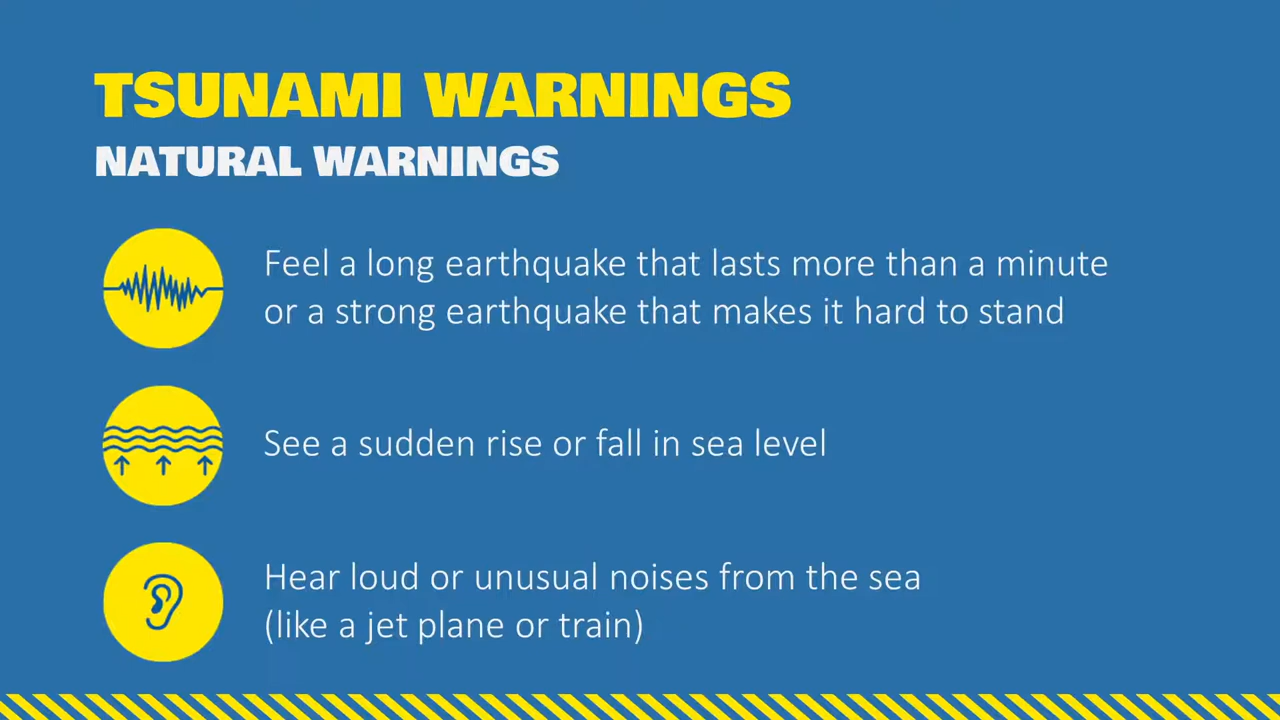 TSUNAMI WARNINGS
NATURAL WARNINGS
Feel a long earthquake that lasts more than a minute
or a strong earthquake that makes it hard to stand
See a sudden rise or fall in sea level
Hear loud or unusual noises from the sea
(like a jet plane or train)